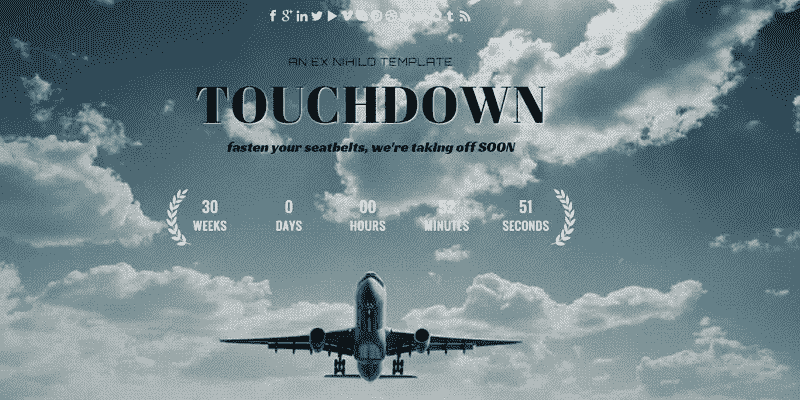 AN EX NIHILO TEMPLATE
TOUCHDOWN
fasten your seatbelts, we're taking off SOON
30 0 00 52 51
WEEKS DAYS HOURS MINUTES SECONDS